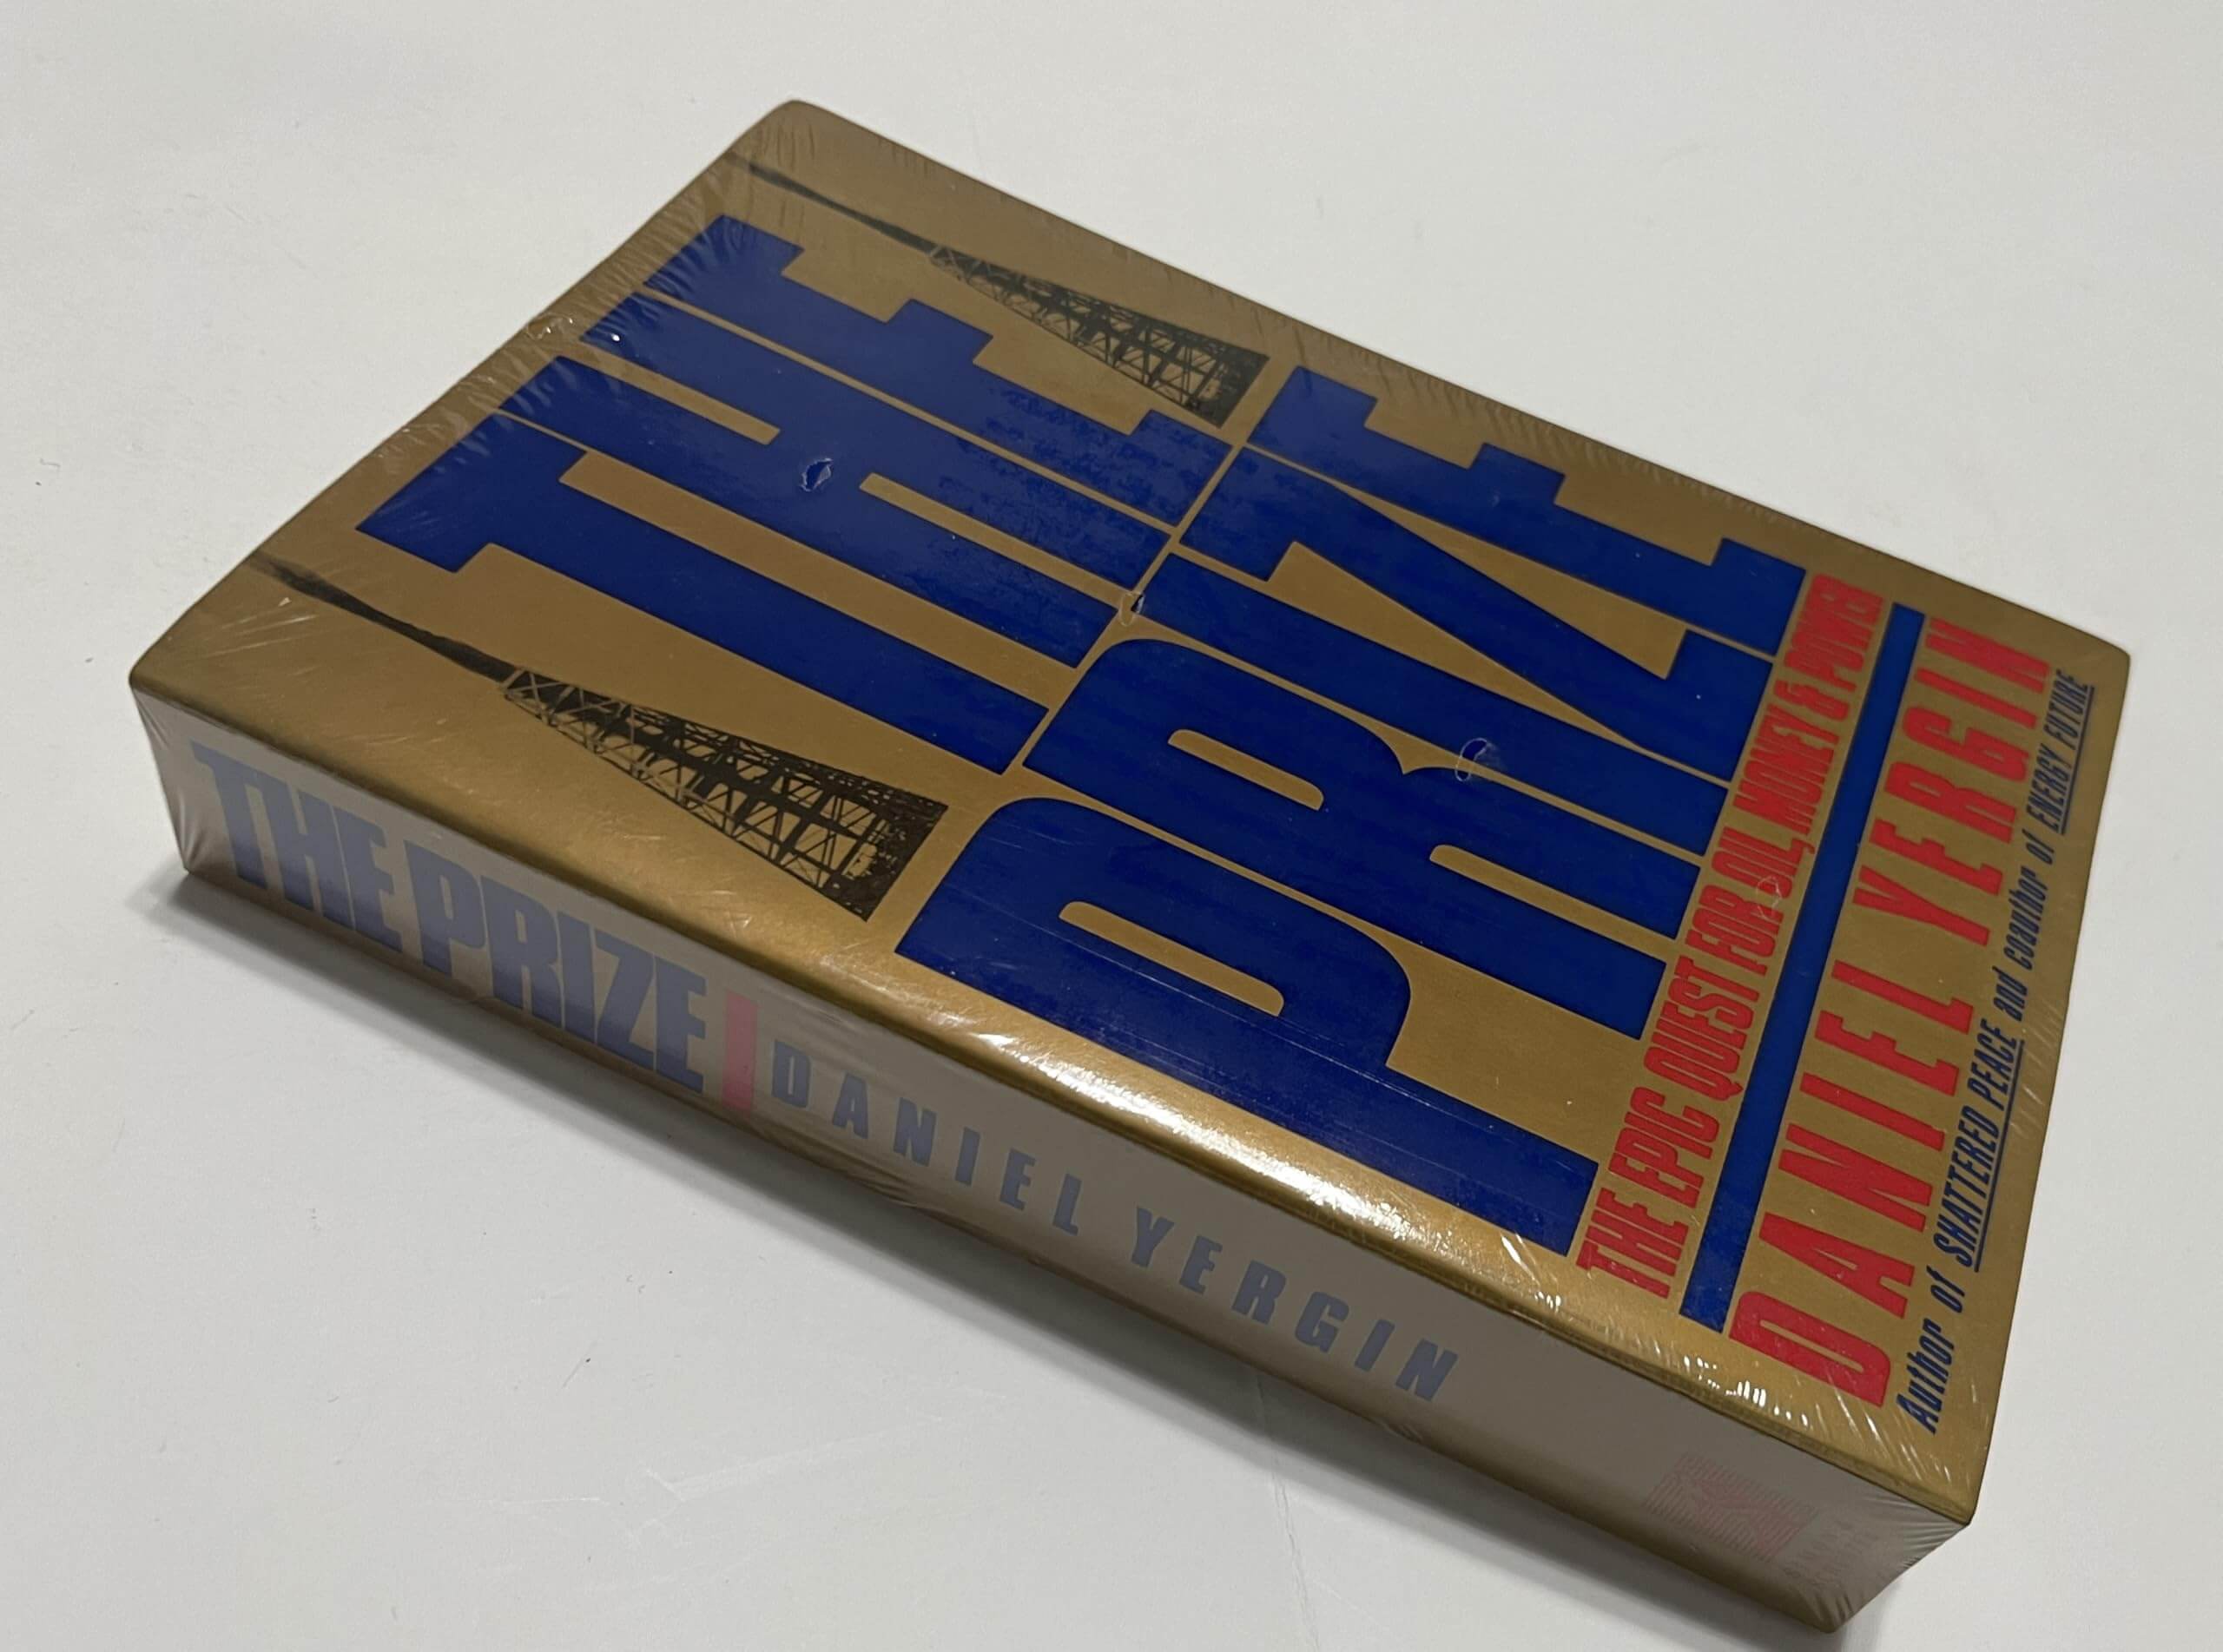 THE
PRIZE
THE EPIC QUEST FOR OIL, MONEY & POWER
DANIEL YERGIN
Author of SHATTERED PEACE and coauthor of ENERGY FUTURE
THE PRIZE DANIEL YERGIN